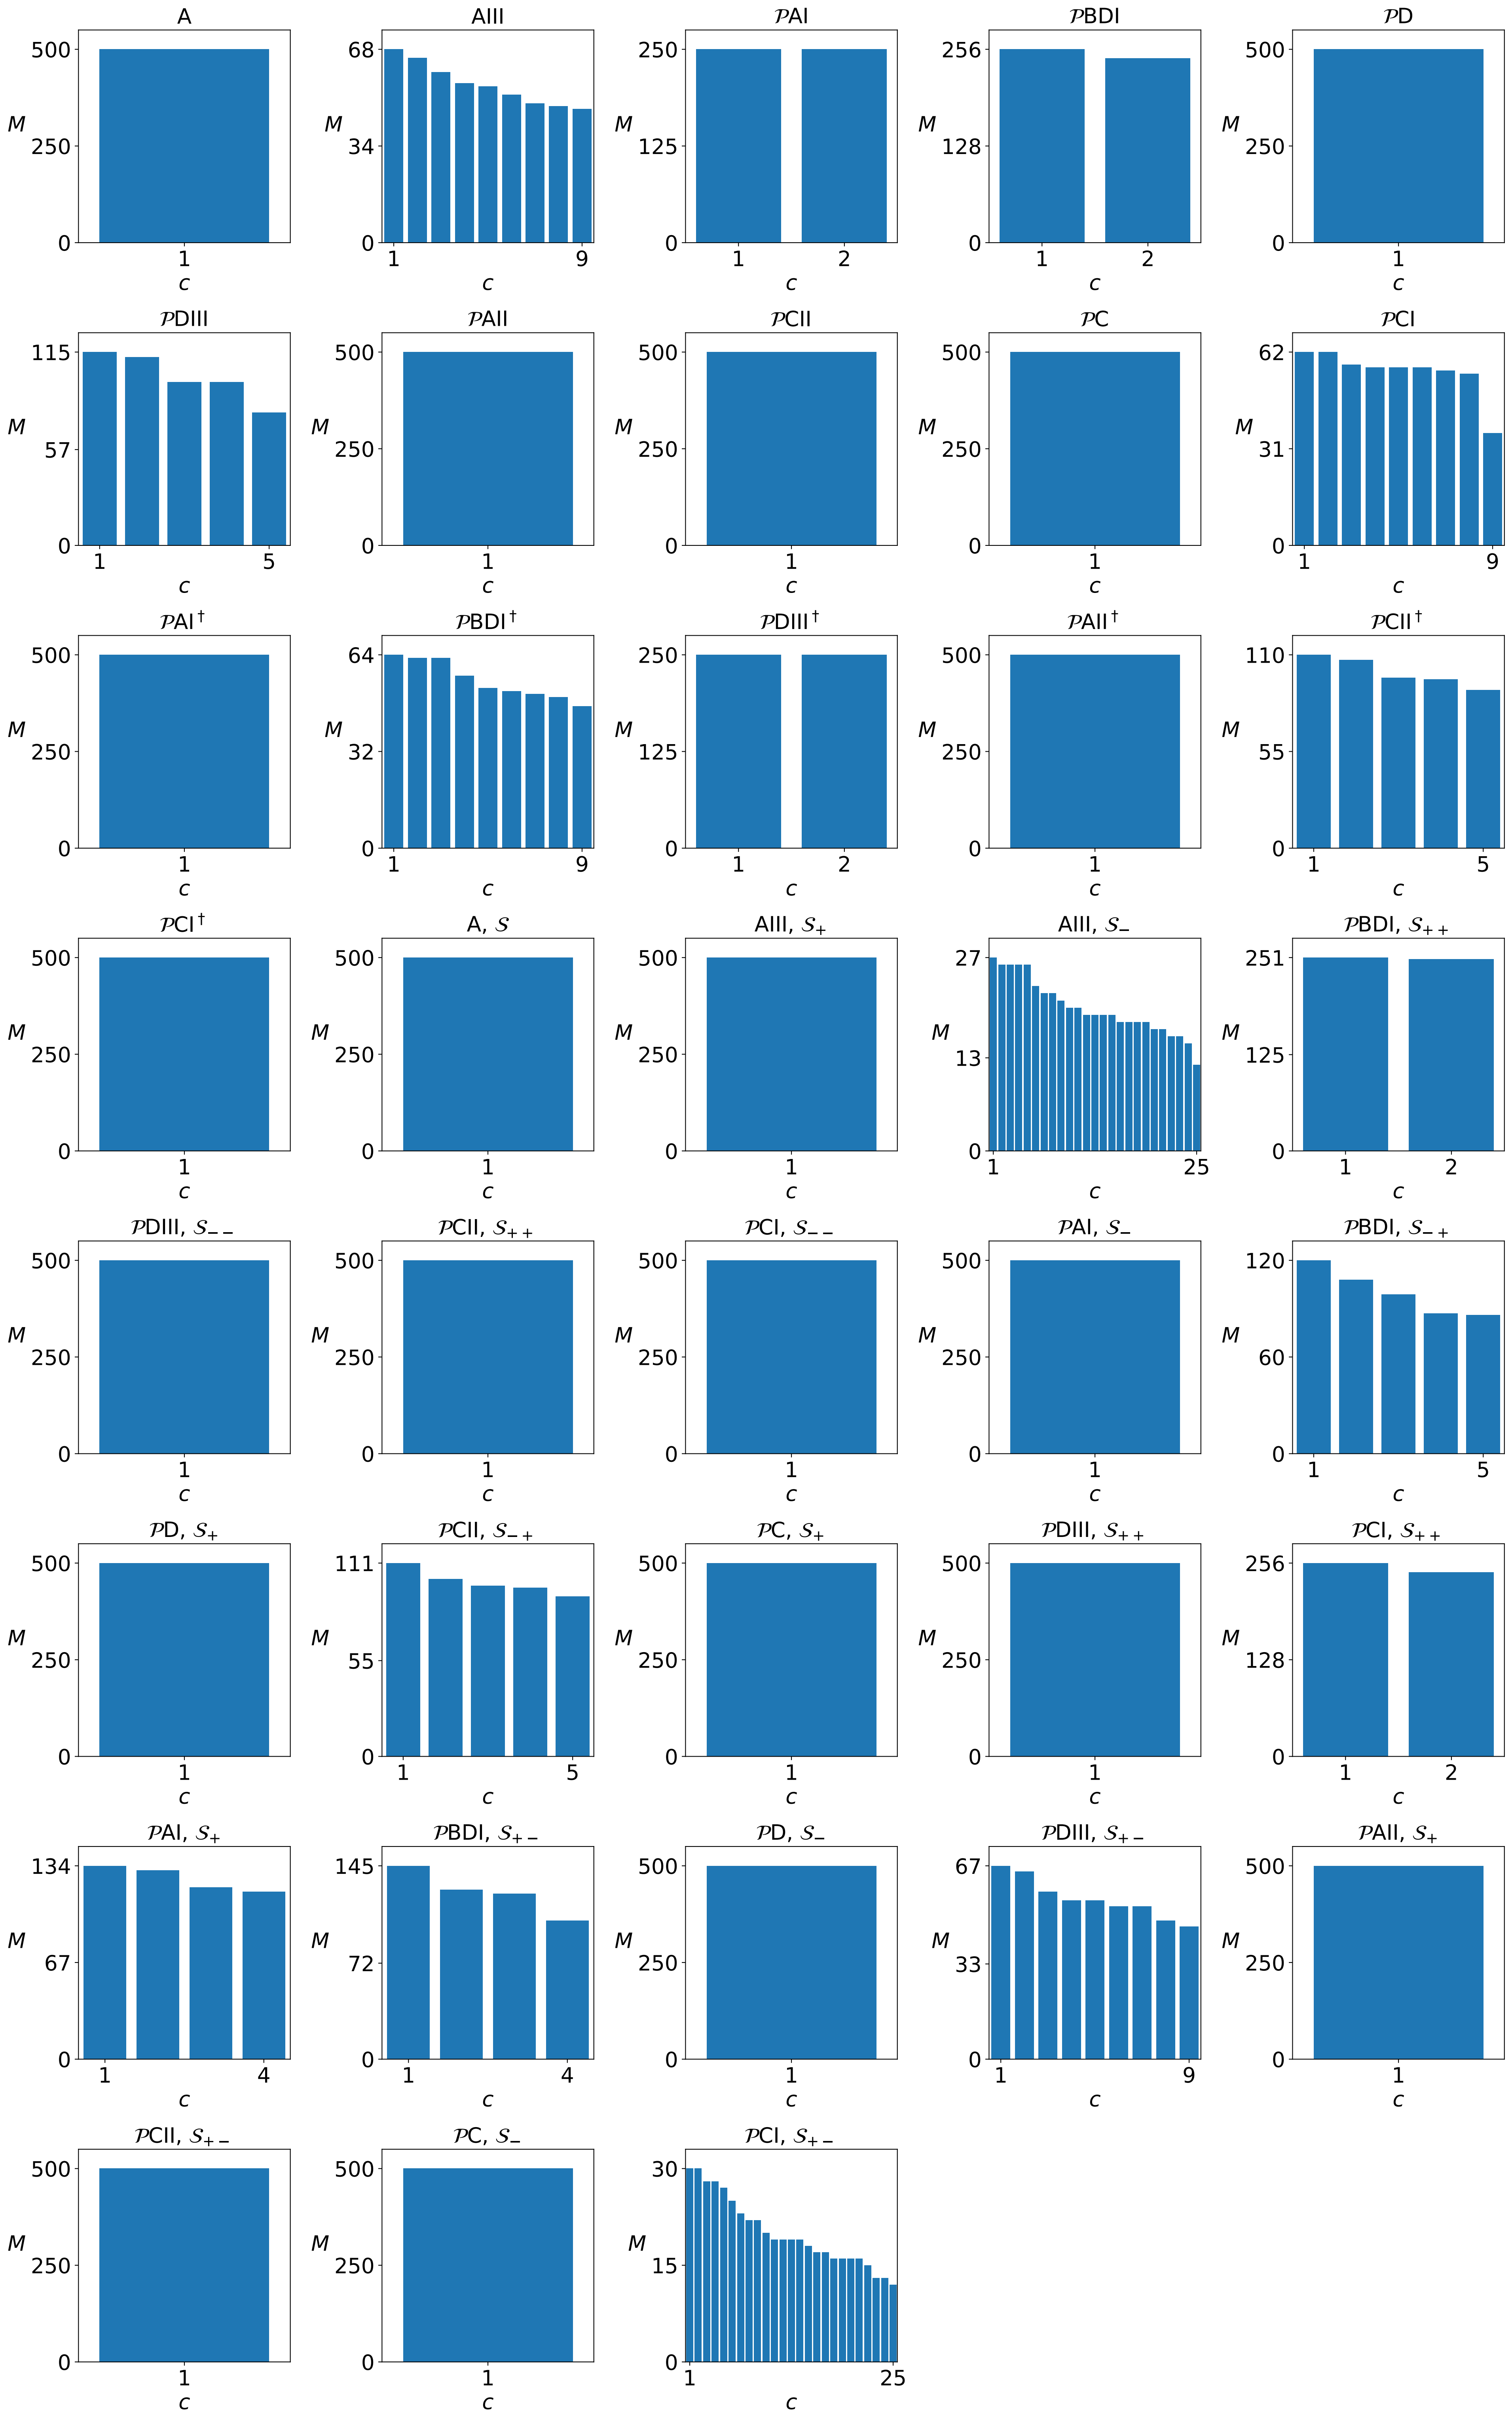 A AIII 𝒫AI 𝒫BDI 𝒫D
500 68 250 256 500
M M M M M
250 34 125 128 250
0 0 0 0 0
1 1 9 1 2 1 2 1
c c c c c
𝒫DIII 𝒫AII 𝒫CII 𝒫C 𝒫CI
115 500 500 500 62
M M M M M
57 250 250 250 31
0 0 0 0 0
1 5 1 1 1 1 9
c c c c c
𝒫AI† 𝒫BDI† 𝒫DIII† 𝒫AII† 𝒫CII†
500 64 250 500 110
M M M M M
250 32 125 250 55
0 0 0 0 0
1 1 9 1 2 1 1 5
c c c c c
𝒫CI† A, 𝒮 AIII, 𝒮₊ AIII, 𝒮₋ 𝒫BDI, 𝒮₊₊
500 500 500 27 251
M M M M M
250 250 250 13 125
0 0 0 0 0
1 1 1 1 25 1 2
c c c c c
𝒫DIII, 𝒮₋₋ 𝒫CII, 𝒮₊₊ 𝒫CI, 𝒮₋₋ 𝒫AI, 𝒮₋ 𝒫BDI, 𝒮₋₊
500 500 500 500 120
M M M M M
250 250 250 250 60
0 0 0 0 0
1 1 1 1 1 5
c c c c c
𝒫D, 𝒮₊ 𝒫CII, 𝒮₋₊ 𝒫C, 𝒮₊ 𝒫DIII, 𝒮₊₊ 𝒫CI, 𝒮₊₊
500 111 500 500 256
M M M M M
250 55 250 250 128
0 0 0 0 0
1 1 5 1 1 1 2
c c c c c
𝒫AI, 𝒮₊ 𝒫BDI, 𝒮₊₋ 𝒫D, 𝒮₋ 𝒫DIII, 𝒮₊₋ 𝒫AII, 𝒮₊
134 145 500 67 500
M M M M M
67 72 250 33 250
0 0 0 0 0
1 4 1 4 1 1 9 1
c c c c c
𝒫CII, 𝒮₊₋ 𝒫C, 𝒮₋ 𝒫CI, 𝒮₊₋
500 500 30
M M M
250 250 15
0 0 0
1 1 1 25
c c c